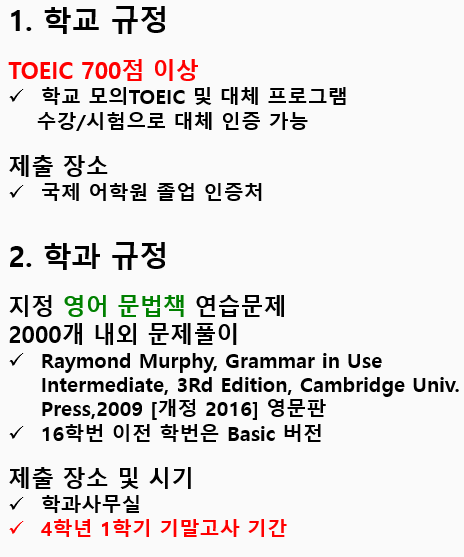 1. 학교 규정
TOEIC 700점 이상
✓ 학교 모의TOEIC 및 대체 프로그램
수강/시험으로 대체 인증 가능
제출 장소
✓ 국제 어학원 졸업 인증처
2. 학과 규정
지정 영어 문법책 연습문제
2000개 내외 문제풀이
✓ Raymond Murphy, Grammar in Use
Intermediate, 3Rd Edition, Cambridge Univ.
Press,2009 [개정 2016] 영문판
✓ 16학번 이전 학번은 Basic 버전
제출 장소 및 시기
✓ 학과사무실
✓ 4학년 1학기 기말고사 기간